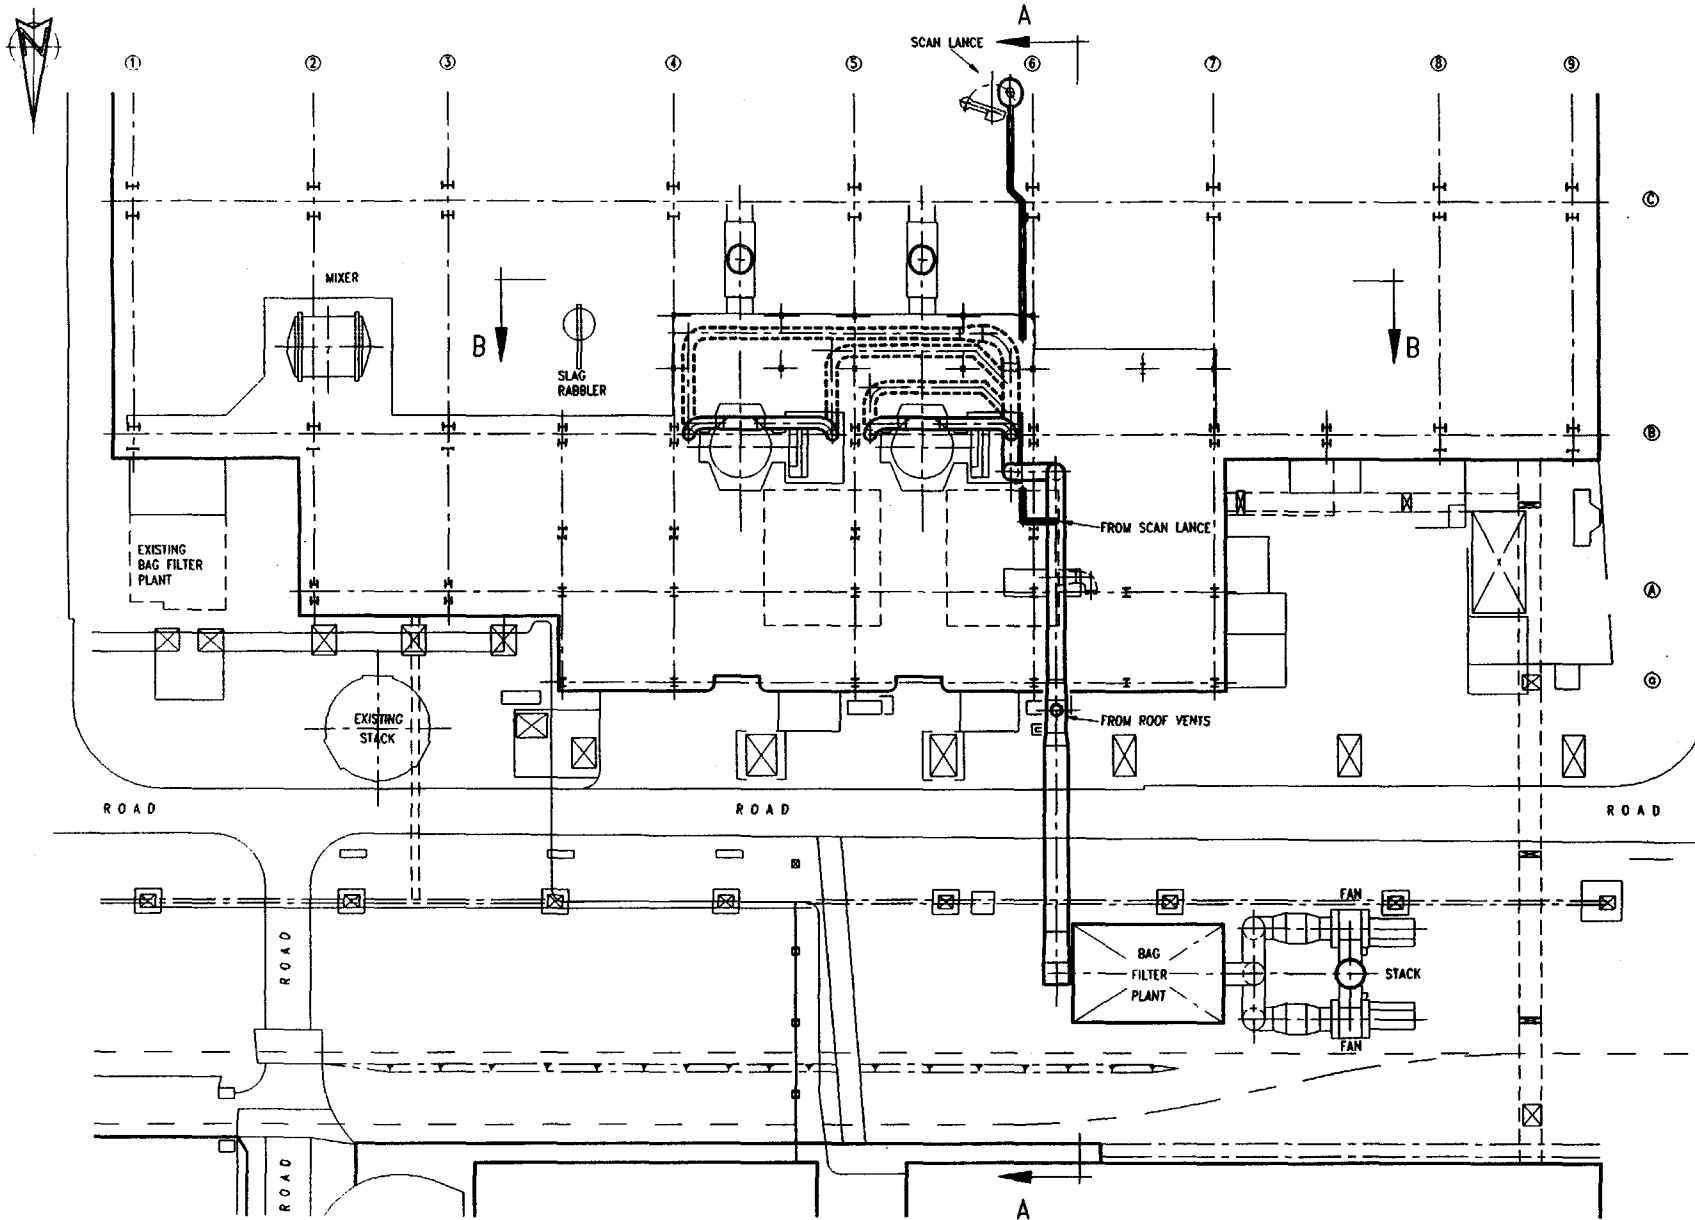 A
SCAN LANCE
N
1 2 3 4 5 6 7 8 9
C
MIXER
B
B
SLAG
RABBLER
B
FROM SCAN LANCE
EXISTING
BAG FILTER
PLANT
A
a
EXISTING
STACK
FROM ROOF VENTS
ROAD
ROAD
ROAD
FAN
ROAD
BAG
FILTER
PLANT
STACK
FAN
ROAD
A